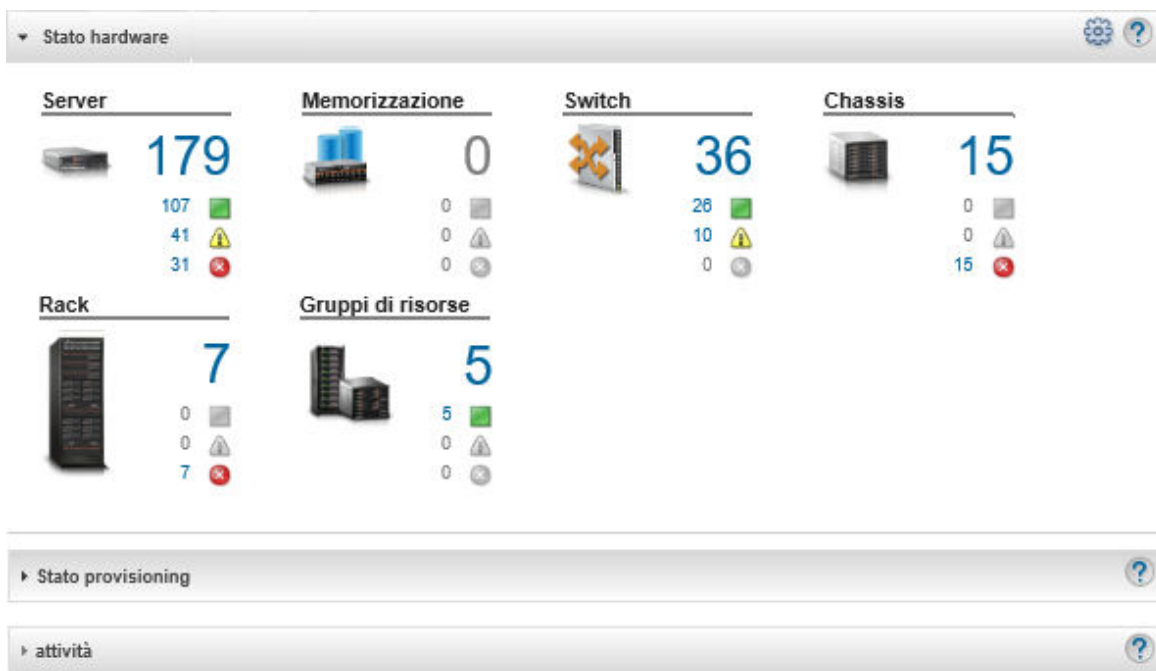 Stato hardware
Server
Memorizzazione
Switch
Chassis
179
0
36
15
107
0
26
0
41
0
10
0
31
0
0
15
Rack
Gruppi di risorse
7
5
0
5
0
0
7
0
Stato provisioning
attività